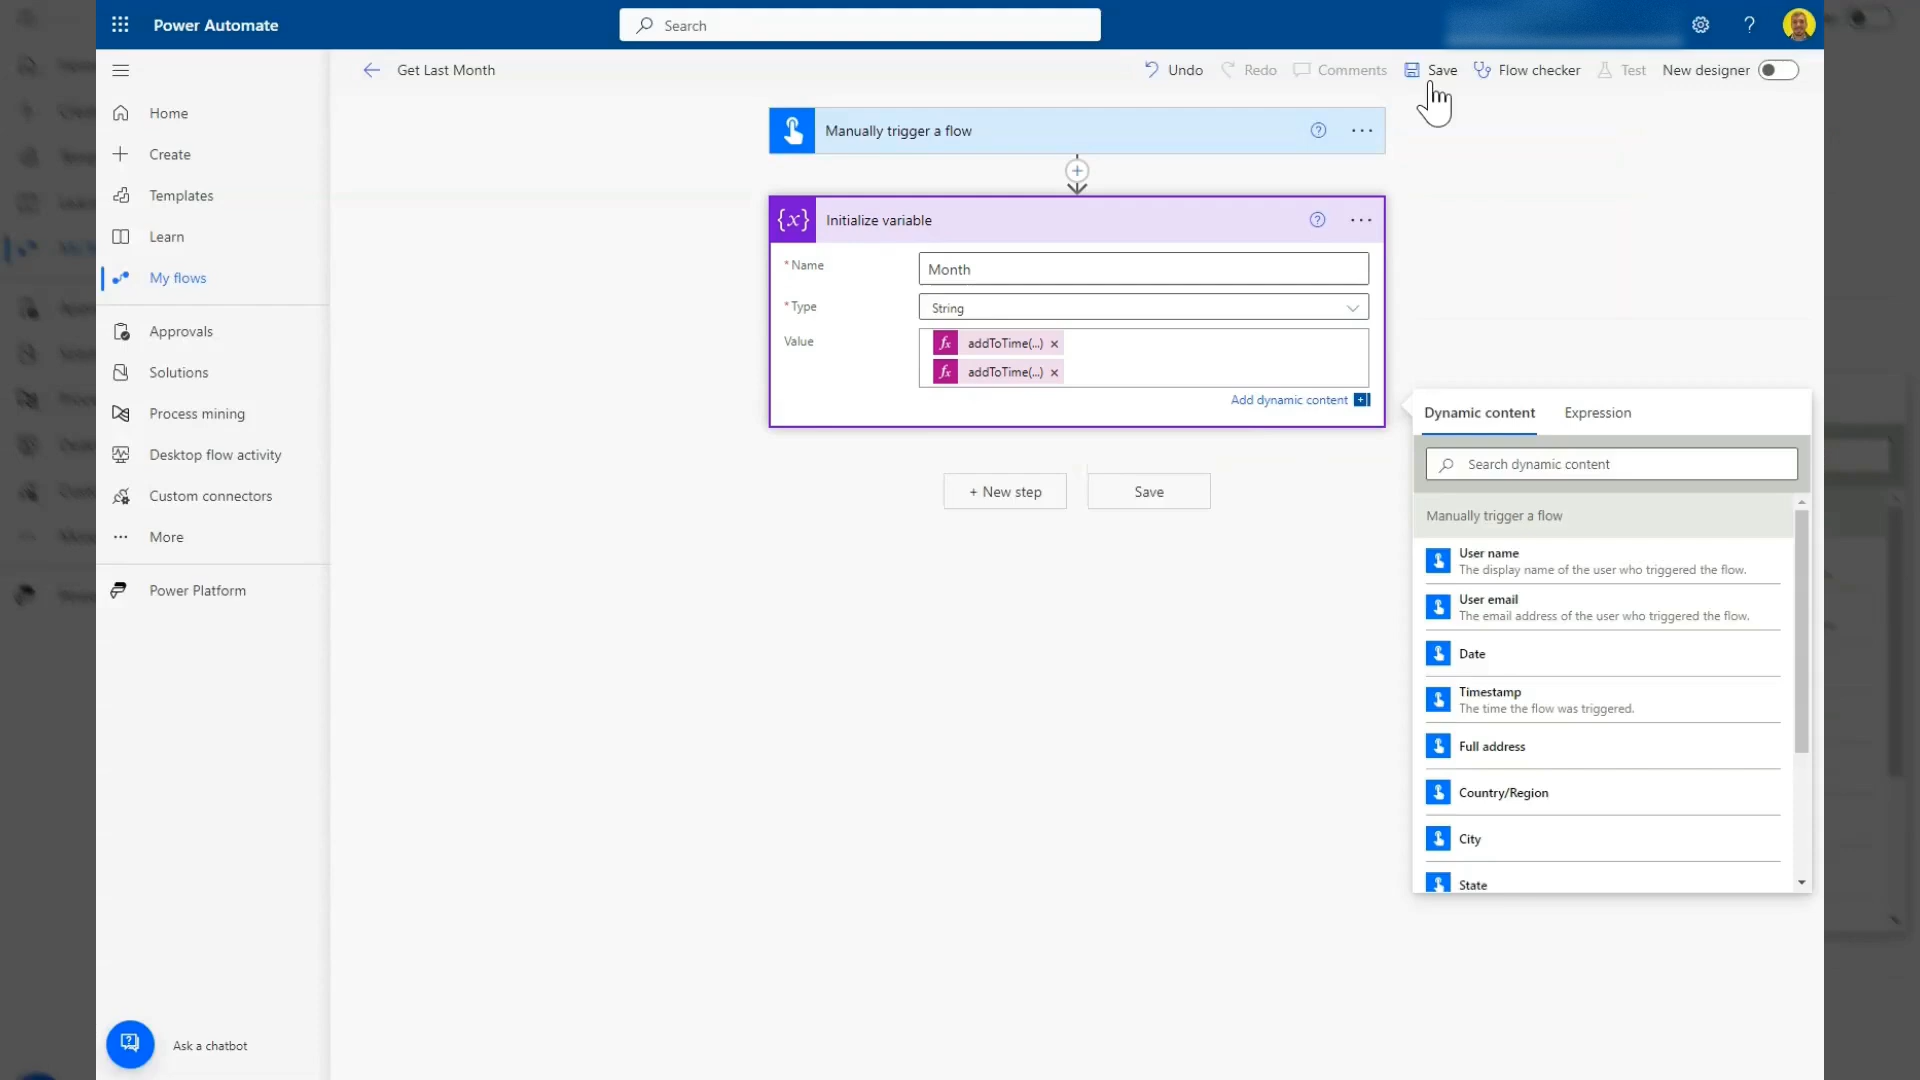 Power Automate
Search
Get Last Month
Undo
Redo
Comments
Save
Flow checker
Test
New designer
Home
Create
Templates
Learn
My flows
Approvals
Solutions
Process mining
Desktop flow activity
Custom connectors
More
Power Platform
Ask a chatbot
Manually trigger a flow
Initialize variable
* Name
Month
* Type
String
Value
addToTime(...)
addToTime(...)
Add dynamic content
+ New step
Save
Dynamic content
Expression
Search dynamic content
Manually trigger a flow
User name
The display name of the user who triggered the flow.
User email
The email address of the user who triggered the flow.
Date
Timestamp
The time the flow was triggered.
Full address
Country/Region
City
State